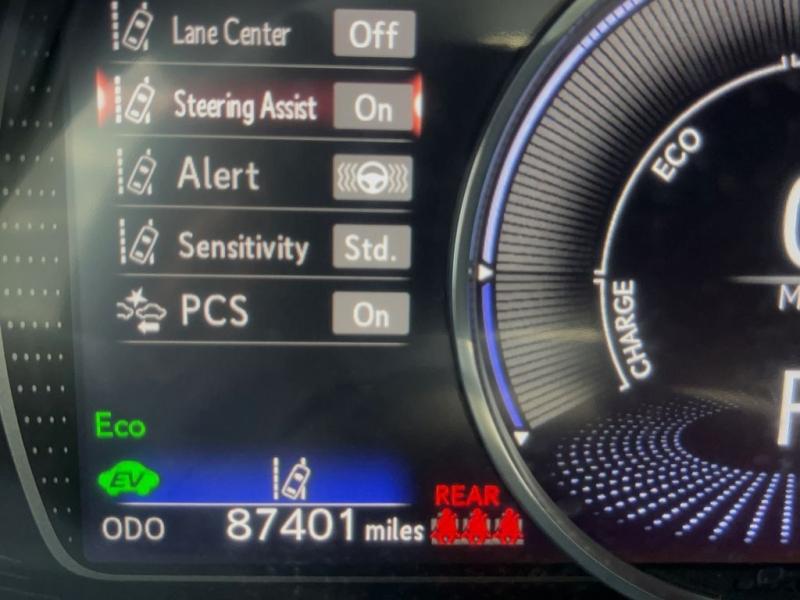 Lane Center Off
Steering Assist On
Alert
Sensitivity Std.
PCS On
ECO
CHARGE
Eco
EV
REAR
ODO 87401 miles